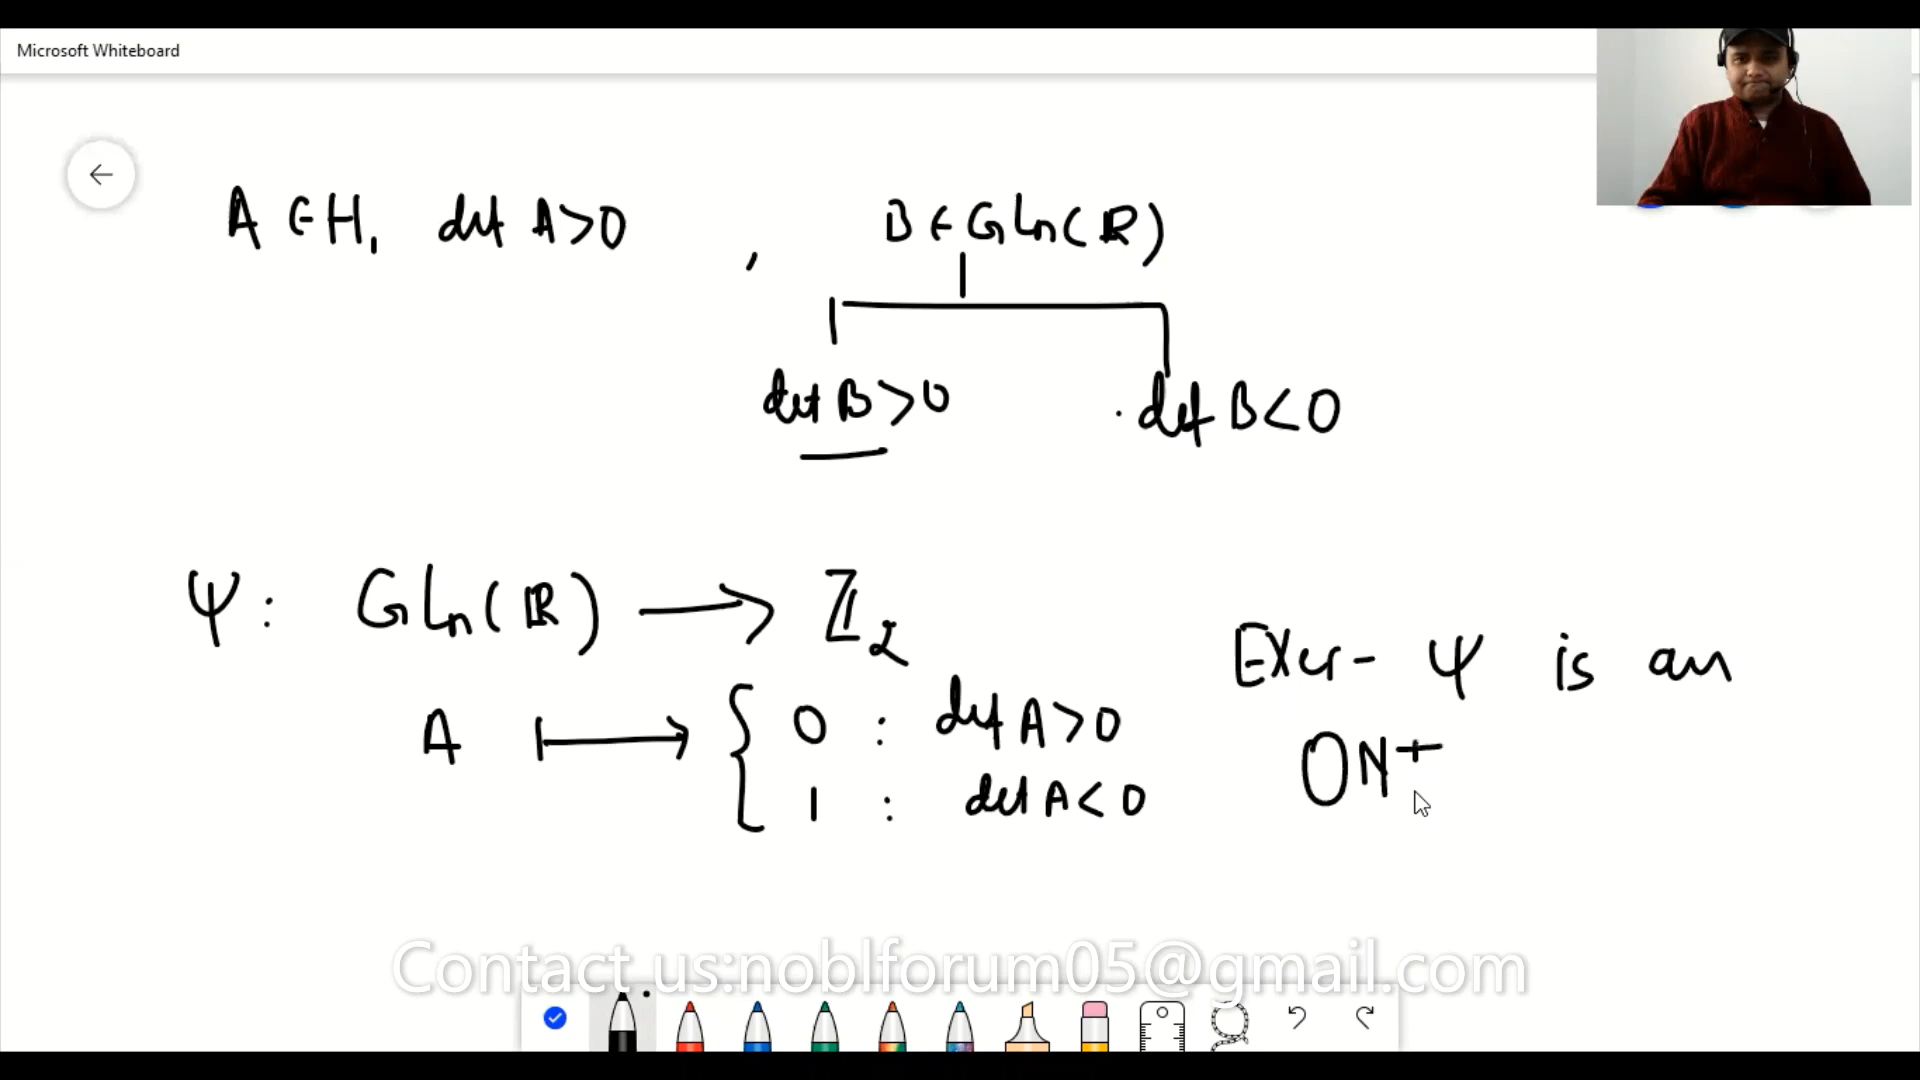 Microsoft Whiteboard
A ∈ H, det A > 0 , B ∈ GLn(ℝ)
det B > 0 det B < 0
Ψ : GLn(ℝ) → ℤ₂
Exer- Ψ is an
A ↦ { 0 : det A > 0
ONT
1 : det A < 0
Contact us:noblforum05@gmail.com